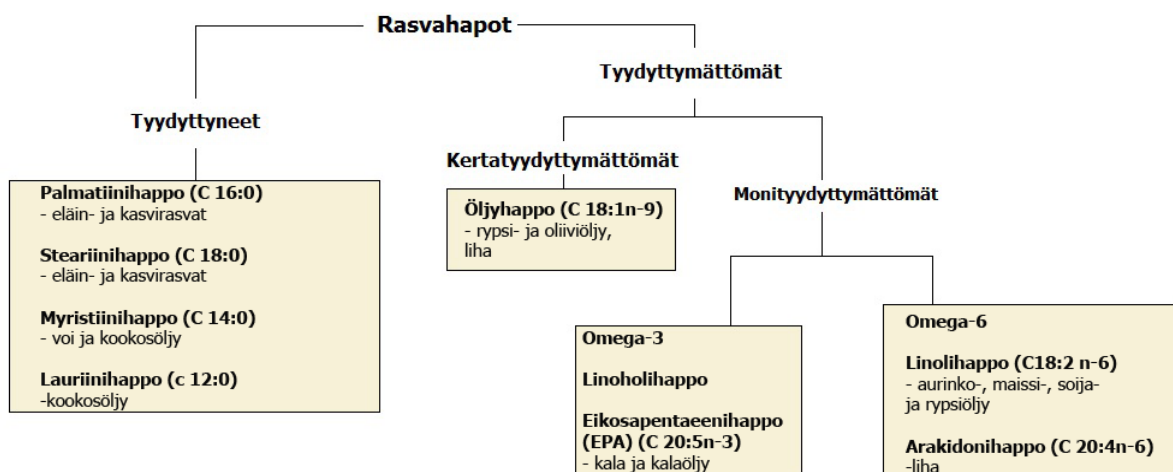 Rasvahapot
Tyydyttymättömät
Tyydyttyneet
Kertatyydyttymättömät
Monityydyttymättömät
Palmatiinihappo (C 16:0)
- eläin- ja kasvirasvat
Steariinihappo (C 18:0)
- eläin- ja kasvirasvat
Myristiinihappo (C 14:0)
- voi ja kookosöljy
Lauriinihappo (c 12:0)
-kookosöljy
Öljyhappo (C 18:1n-9)
- rypsi- ja oliiviöljy,
liha
Omega-3
Linoholihappo
Eikosapentaeenihappo
(EPA) (C 20:5n-3)
- kala ja kalaöljy
Omega-6
Linolihappo (C18:2 n-6)
- aurinko-, maissi-, soija-
ja rypsiöljy
Arakidonihappo (C 20:4n-6)
-liha